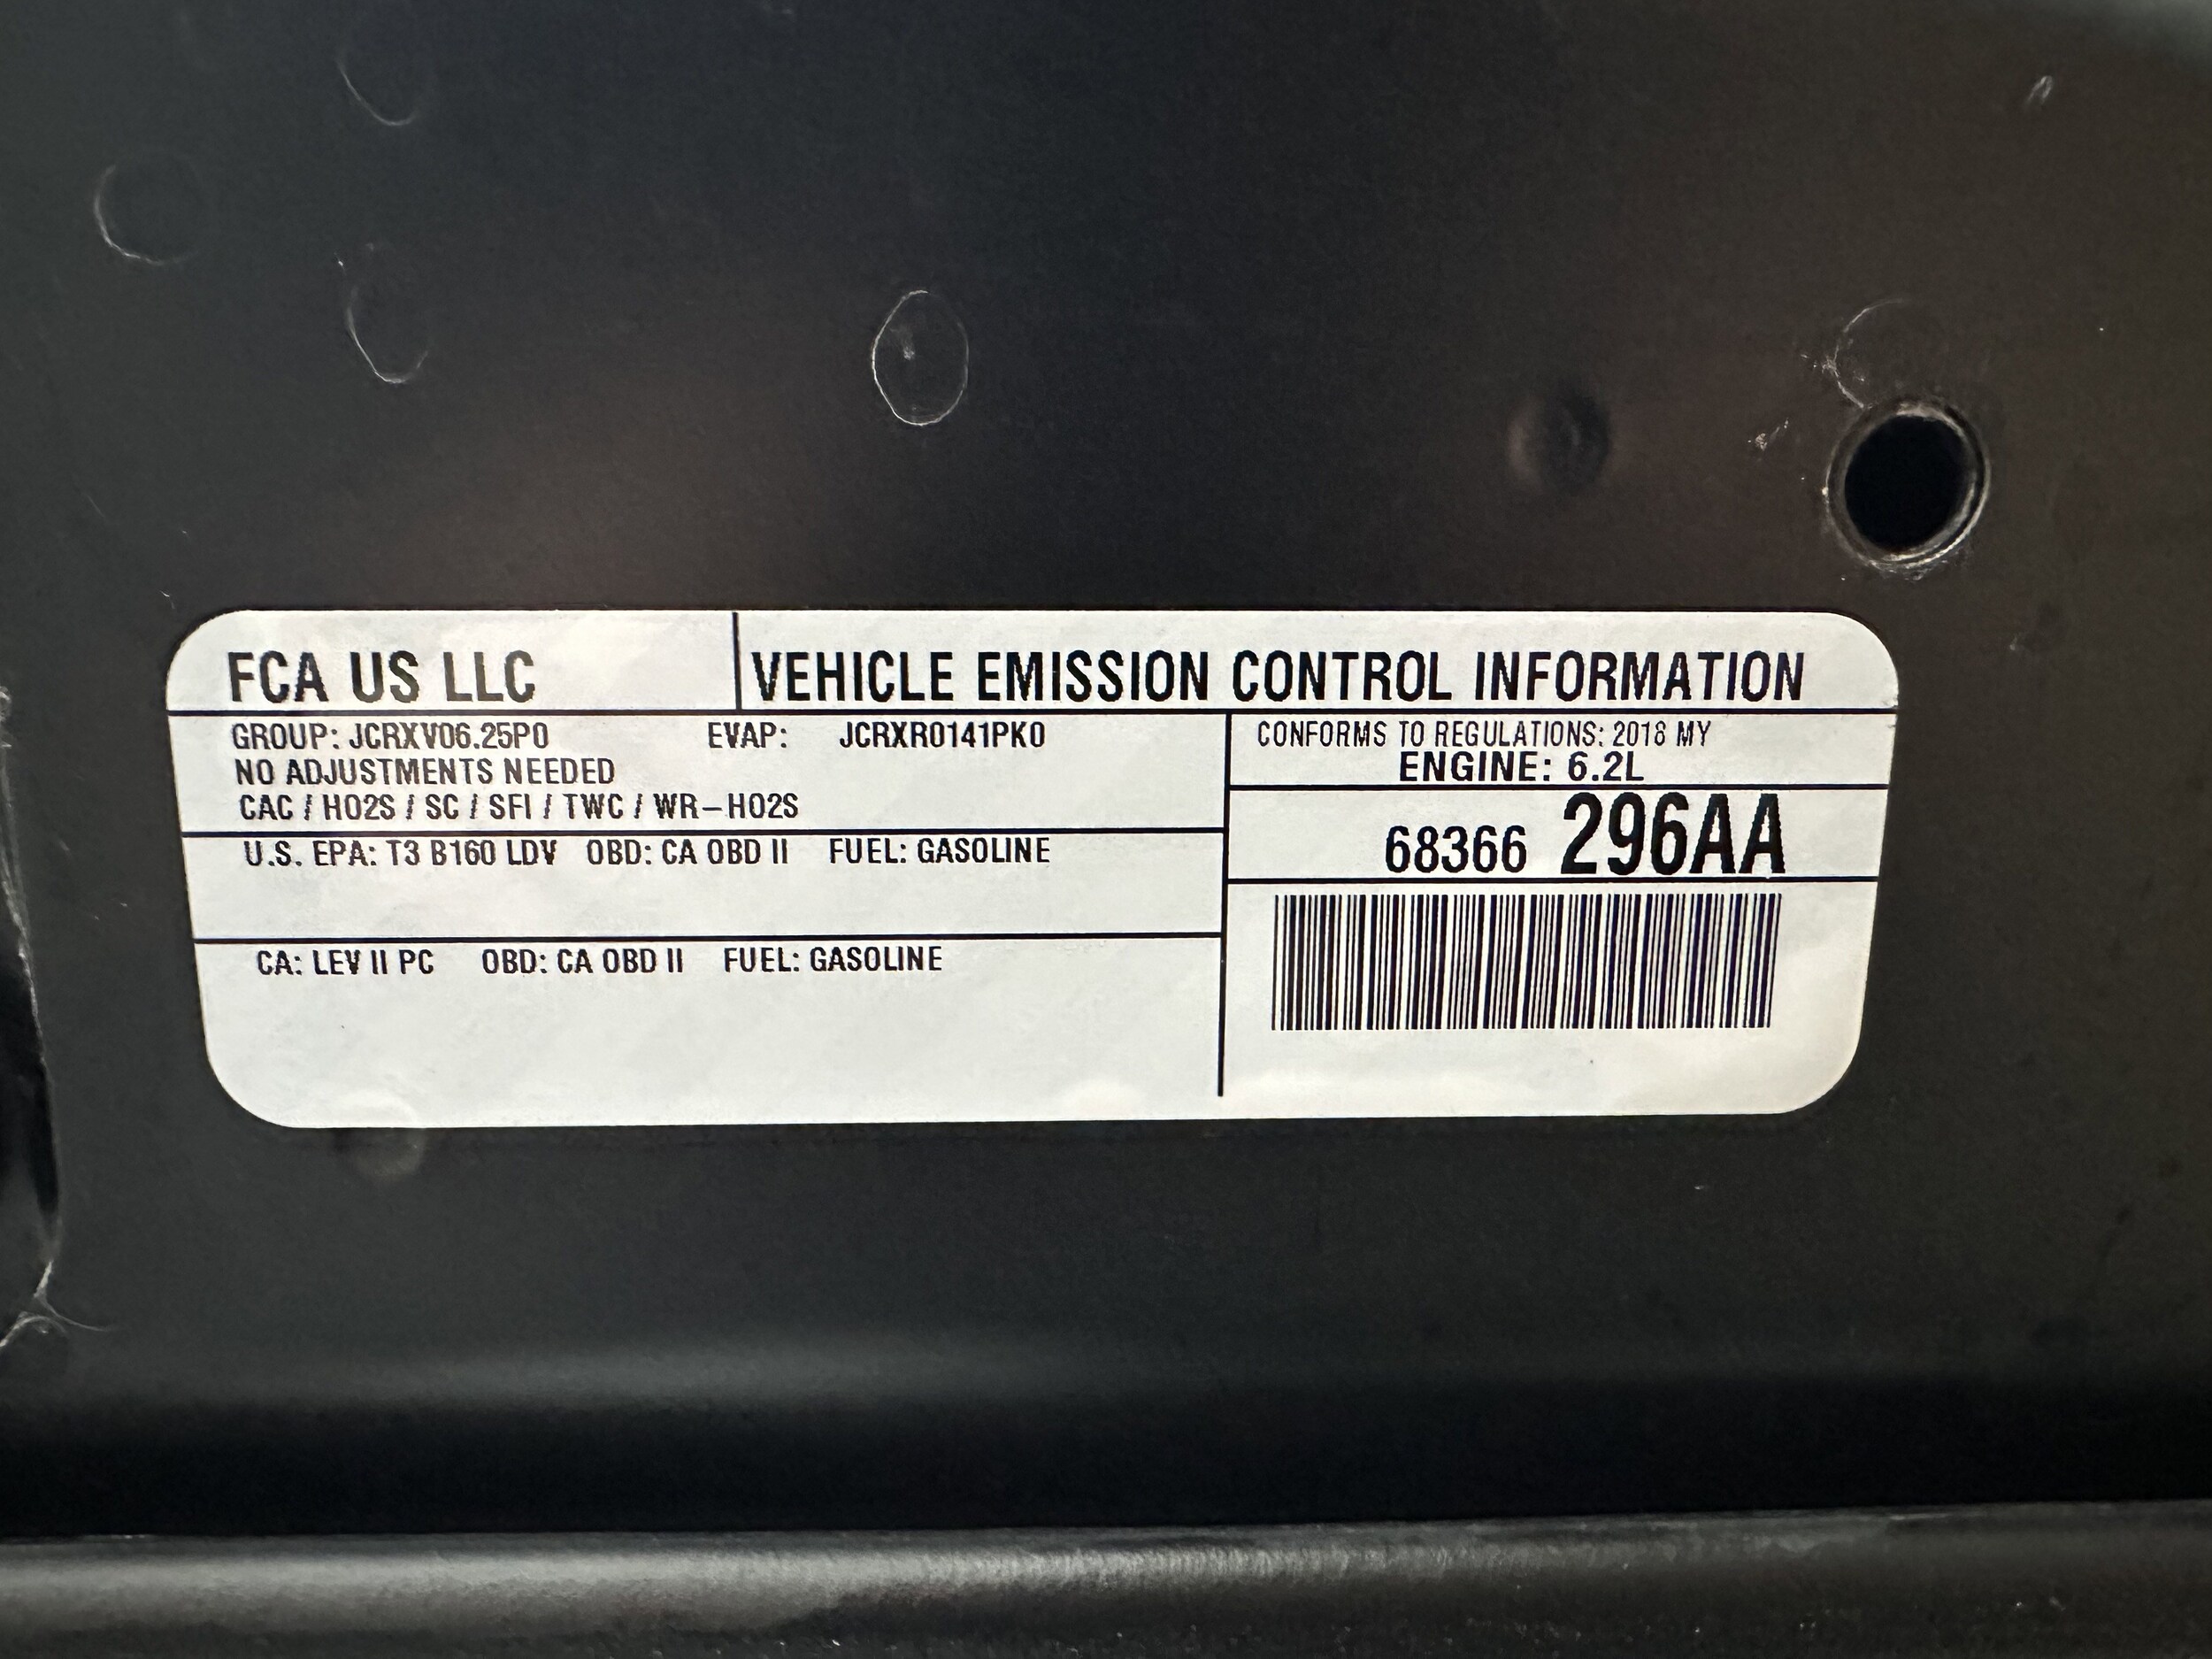 FCA US LLC VEHICLE EMISSION CONTROL INFORMATION
GROUP: JCRXV06.25P0 EVAP: JCRXR0141PK0
NO ADJUSTMENTS NEEDED
CAC / HO2S / SC / SFI / TWC / WR-HO2S
U.S. EPA: T3 B160 LDV OBD: CA OBD II FUEL: GASOLINE
CA: LEV II PC OBD: CA OBD II FUEL: GASOLINE
CONFORMS TO REGULATIONS: 2018 MY
ENGINE: 6.2L
68366 296AA